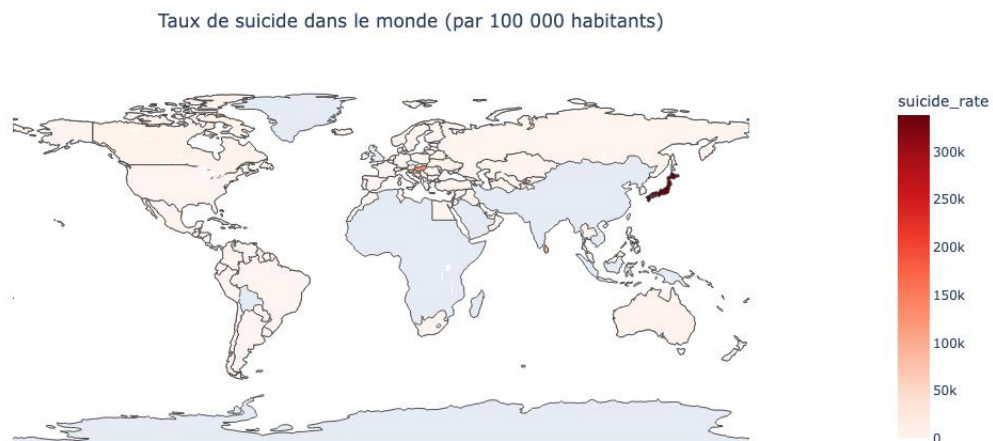 Taux de suicide dans le monde (par 100 000 habitants)
suicide_rate
300k
250k
200k
150k
100k
50k
0